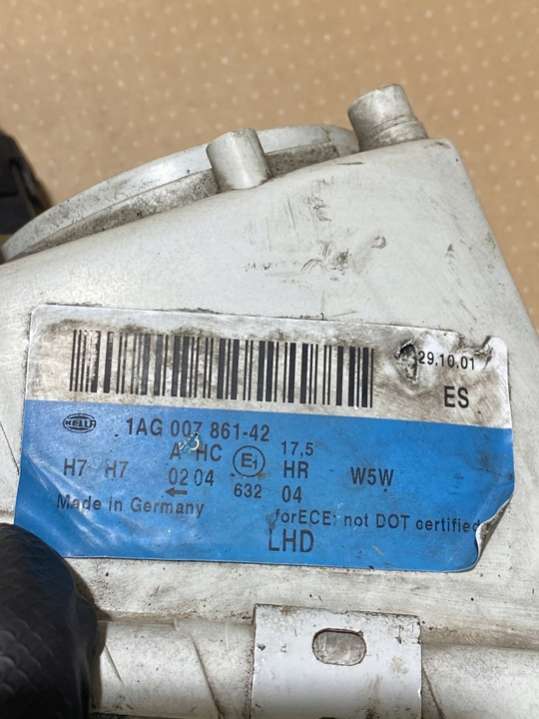 29.10.01
ES
HELLA
1AG 007 861-42
A HC E1 17,5
H7 H7 02 04 HR W5W
← 632 04
Made in Germany forECE: not DOT certified
LHD